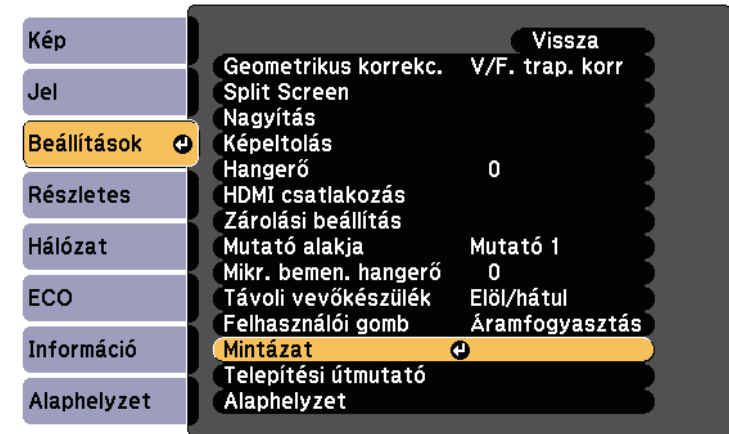 Kép
Jel
Beállítások
Részletes
Hálózat
ECO
Információ
Alaphelyzet
Vissza
Geometrikus korrekc. V/F. trap. korr
Split Screen
Nagyítás
Képeltolás
Hangerő 0
HDMI csatlakozás
Zárolási beállítás
Mutató alakja Mutató 1
Mikr. bemen. hangerő 0
Távoli vevőkészülék Elöl/hátul
Felhasználói gomb Áramfogyasztás
Mintázat
Telepítési útmutató
Alaphelyzet